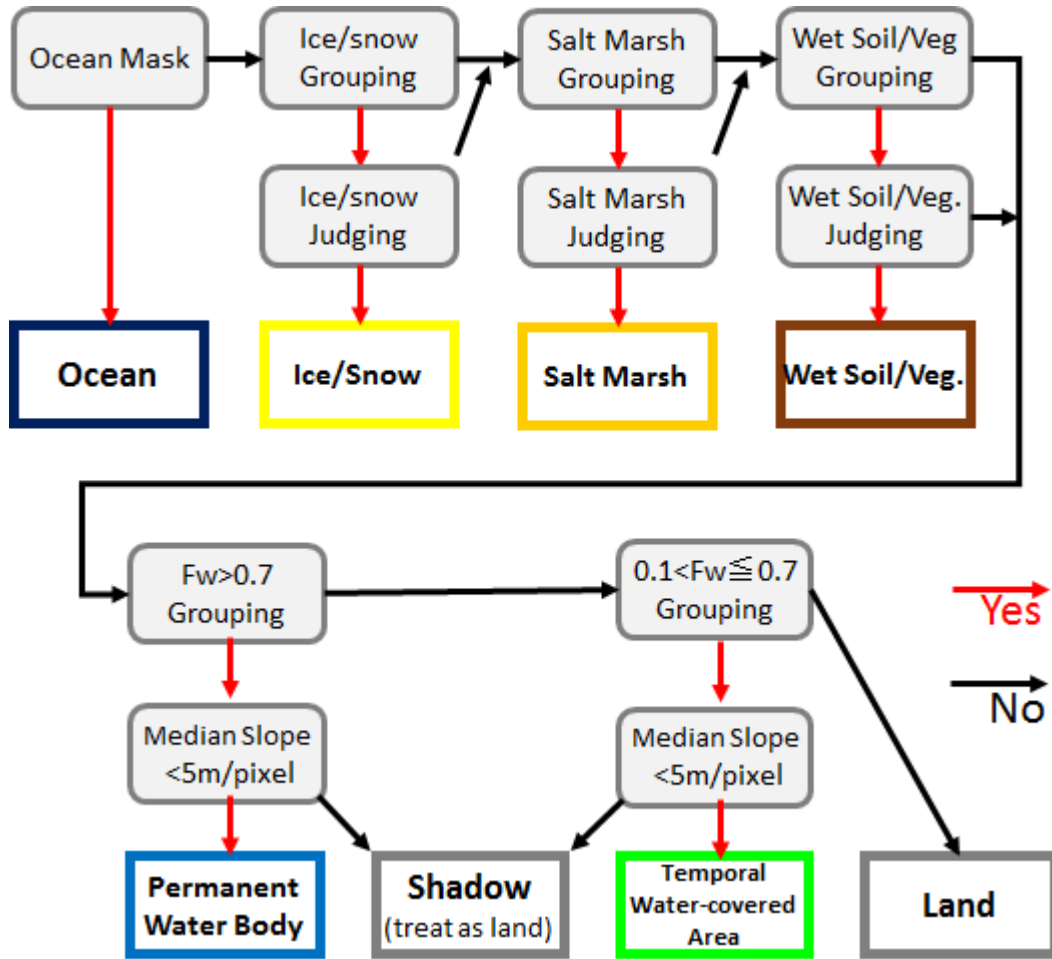 Ocean Mask
Ice/snow
Grouping
Salt Marsh
Grouping
Wet Soil/Veg
Grouping
Ice/snow
Judging
Salt Marsh
Judging
Wet Soil/Veg.
Judging
Ocean
Ice/Snow
Salt Marsh
Wet Soil/Veg.
Fw>0.7
Grouping
0.1<Fw≦0.7
Grouping
Yes
No
Median Slope
<5m/pixel
Median Slope
<5m/pixel
Permanent
Water Body
Shadow
(treat as land)
Temporal
Water-covered
Area
Land